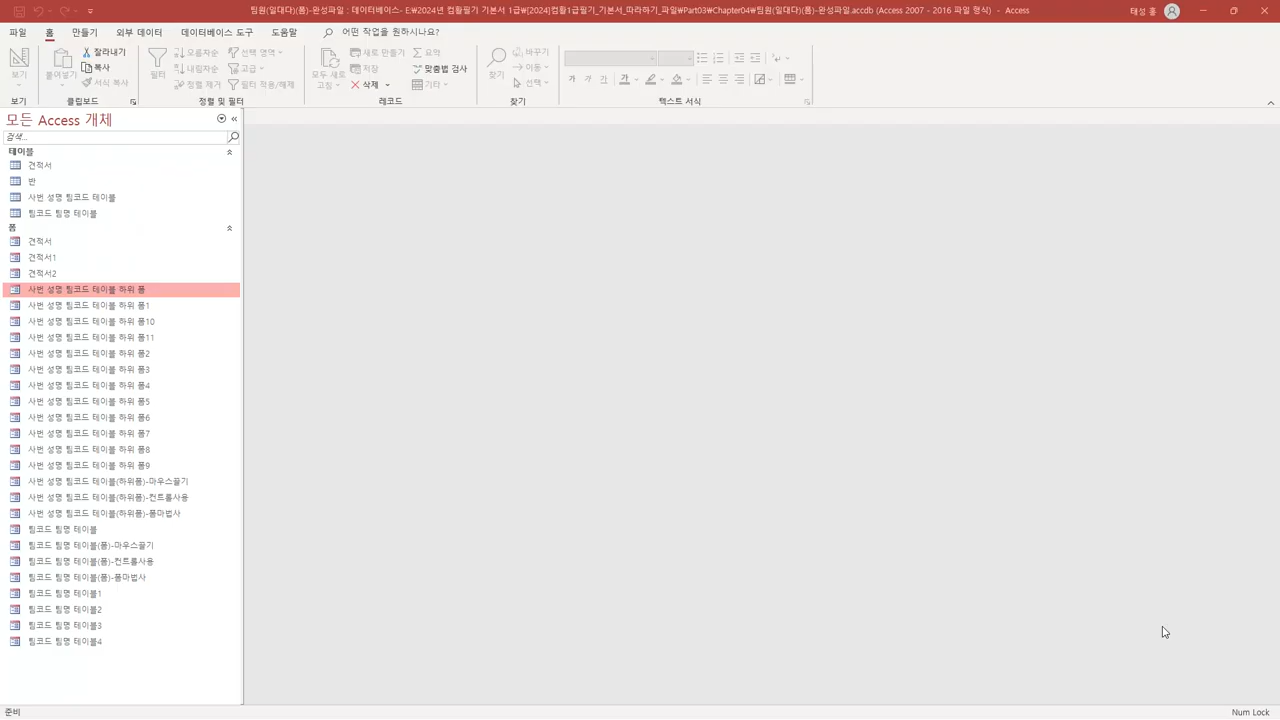 팀원(일대다)(폼)-완성파일 : 데이터베이스- E:₩2024년 컴활필기 기본서 1급₩[2024]컴활1급필기_기본서_따라하기_파일₩Part03₩Chapter04₩팀원(일대다)(폼)-완성파일.accdb (Access 2007 - 2016 파일 형식) - Access
태성 홍
파일 홈 만들기 외부 데이터 데이터베이스 도구 도움말 어떤 작업을 원하시나요?
보기
보기
붙여넣기
잘라내기
복사
서식 복사
클립보드
필터
오름차순
내림차순
정렬 제거
선택 영역
고급
필터 적용/해제
정렬 및 필터
모두 새로 고침
새로 만들기
저장
삭제
요약
맞춤법 검사
기타
레코드
찾기
바꾸기
이동
선택
찾기
가 가 가 가
텍스트 서식
모든 Access 개체
검색...
테이블
견적서
반
사번 성명 팀코드 테이블
팀코드 팀명 테이블
폼
견적서
견적서1
견적서2
사번 성명 팀코드 테이블 하위 폼
사번 성명 팀코드 테이블 하위 폼1
사번 성명 팀코드 테이블 하위 폼10
사번 성명 팀코드 테이블 하위 폼11
사번 성명 팀코드 테이블 하위 폼2
사번 성명 팀코드 테이블 하위 폼3
사번 성명 팀코드 테이블 하위 폼4
사번 성명 팀코드 테이블 하위 폼5
사번 성명 팀코드 테이블 하위 폼6
사번 성명 팀코드 테이블 하위 폼7
사번 성명 팀코드 테이블 하위 폼8
사번 성명 팀코드 테이블 하위 폼9
사번 성명 팀코드 테이블(하위폼)-마우스끌기
사번 성명 팀코드 테이블(하위폼)-컨트롤사용
사번 성명 팀코드 테이블(하위폼)-폼마법사
팀코드 팀명 테이블
팀코드 팀명 테이블(폼)-마우스끌기
팀코드 팀명 테이블(폼)-컨트롤사용
팀코드 팀명 테이블(폼)-폼마법사
팀코드 팀명 테이블1
팀코드 팀명 테이블2
팀코드 팀명 테이블3
팀코드 팀명 테이블4
준비
Num Lock